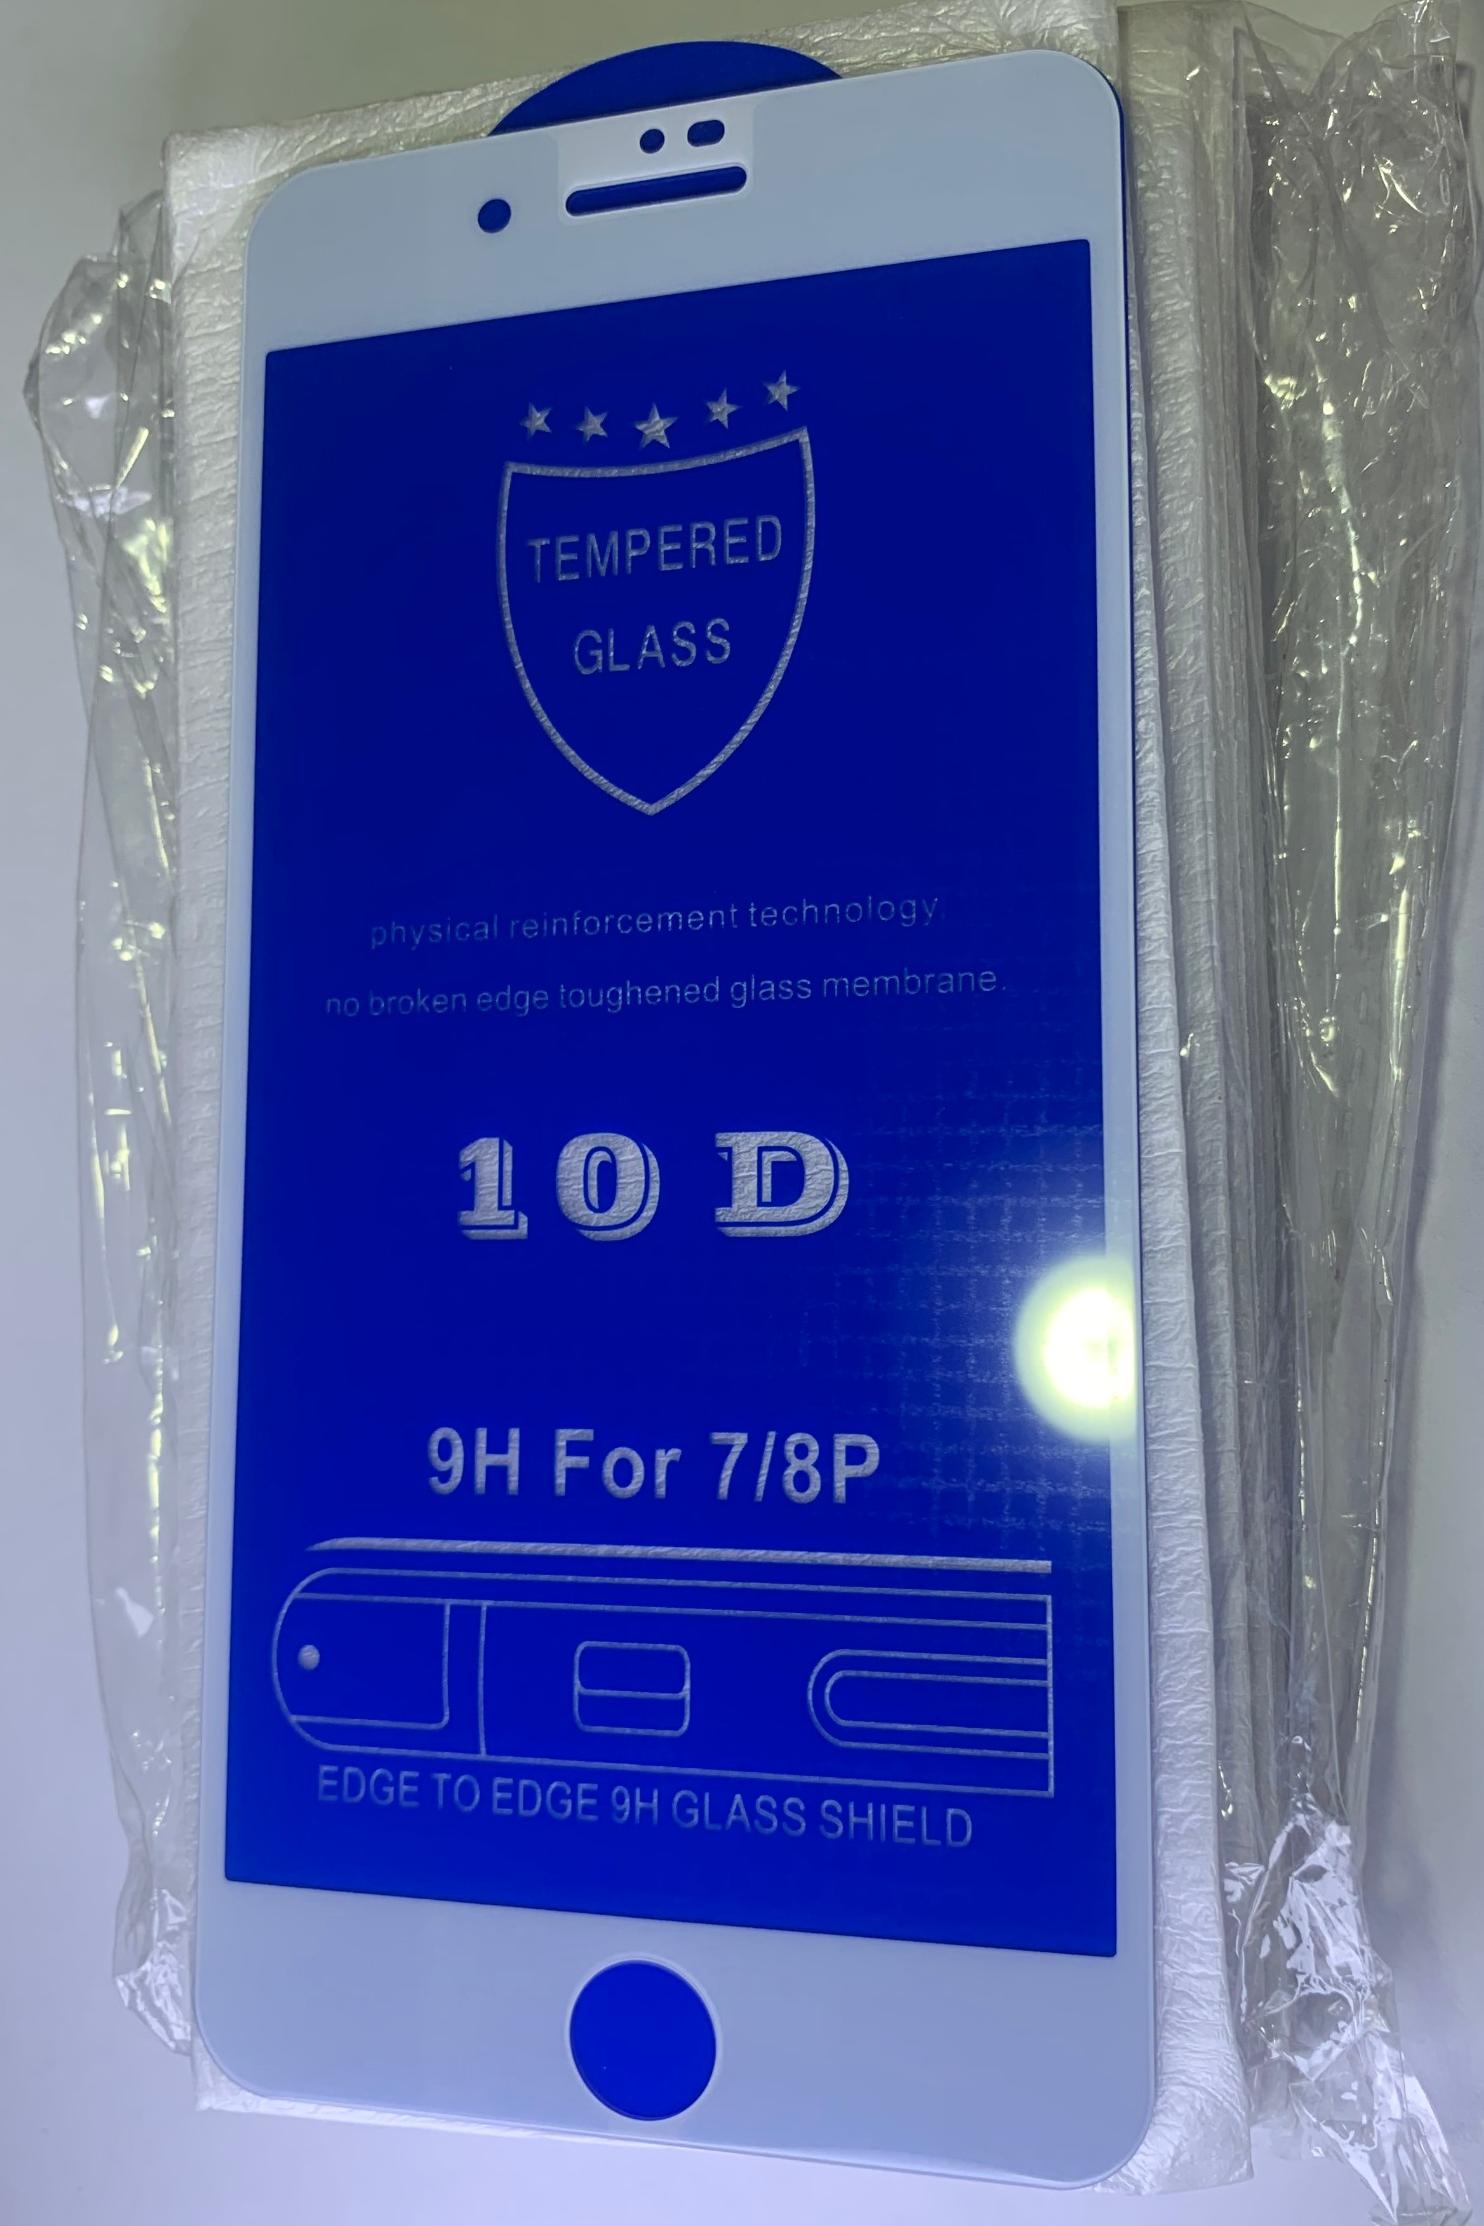 TEMPERED
GLASS
physical reinforcement technology.
no broken edge toughened glass membrane.
10 D
9H For 7/8P
EDGE TO EDGE 9H GLASS SHIELD